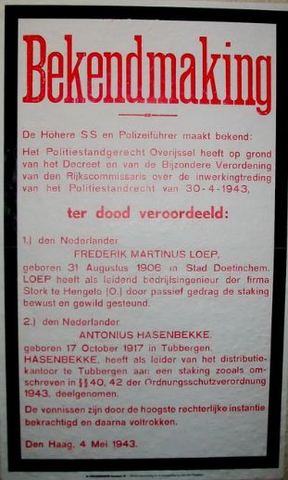 Bekendmaking
De Höhere SS en Polizeiführer maakt bekend:
Het Politiestandgerecht Overijssel heeft op grond
van het Decreet en van de Bijzondere Verordening
van den Rijkscommissaris over de inwerkingtreding
van het Politiestandrecht van 30-4-1943,
ter dood veroordeeld:
1.) den Nederlander
FREDERIK MARTINUS LOEP,
geboren 31 Augustus 1906 in Stad Doetinchem.
LOEP heeft als leidend bedrijfsingenieur der firma
Stork te Hengelo (O.) door passief gedrag de staking
bewust en gewild gesteund.
2.) den Nederlander
ANTONIUS HASENBEKKE,
geboren 17 October 1917 in Tubbergen.
HASENBEKKE, heeft als leider van het distributie-
kantoor te Tubbergen aan een staking zooals om-
schreven in §§ 40, 42 der Ordnungsschutzverordnung
1943, deelgenomen.
De vonnissen zijn door de hoogste rechterlijke instantie
bekrachtigd en daarna voltrokken.
Den Haag, 4 Mei 1943.